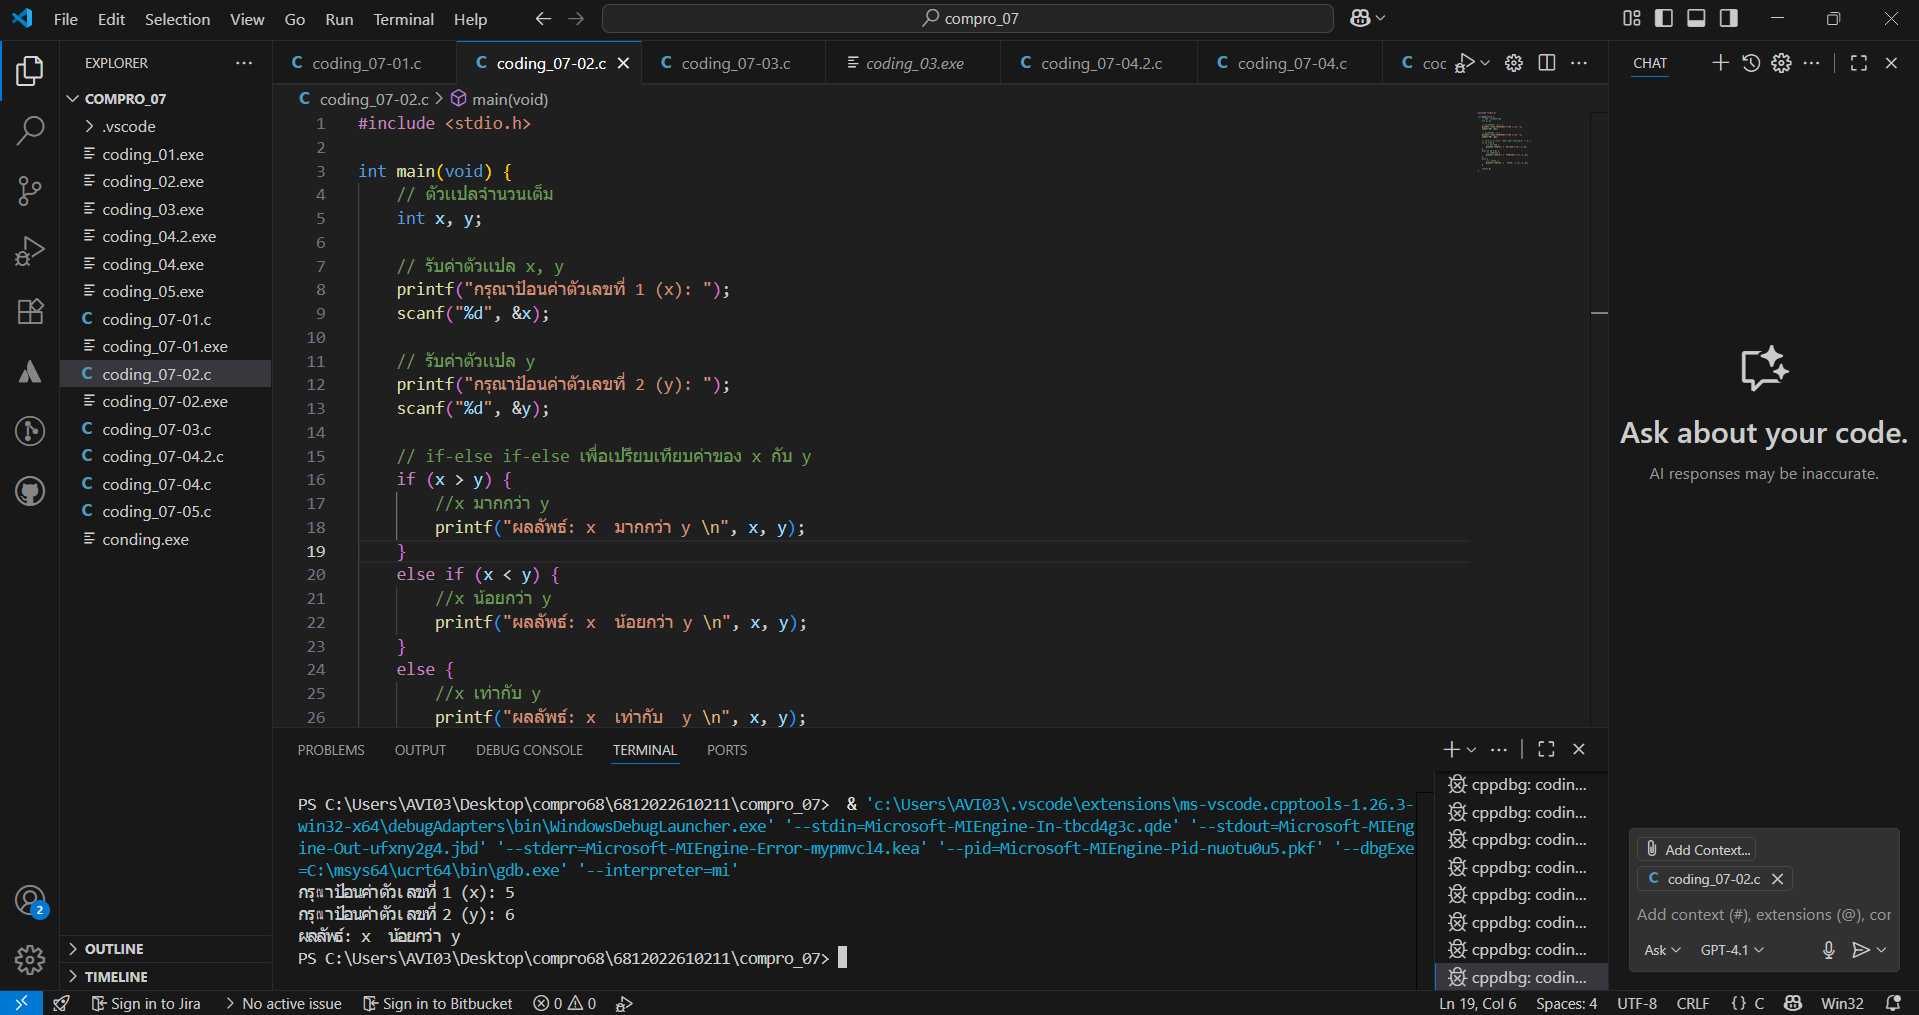 File Edit Selection View Go Run Terminal Help
compro_07
EXPLORER
COMPRO_07
.vscode
coding_01.exe
coding_02.exe
coding_03.exe
coding_04.2.exe
coding_04.exe
coding_05.exe
coding_07-01.c
coding_07-01.exe
coding_07-02.c
coding_07-02.exe
coding_07-03.c
coding_07-04.2.c
coding_07-04.c
coding_07-05.c
conding.exe
OUTLINE
TIMELINE
coding_07-01.c coding_07-02.c coding_07-03.c coding_03.exe coding_07-04.2.c coding_07-04.c coc
coding_07-02.c > main(void)
1 #include <stdio.h>
2
3 int main(void) {
4 // ตัวแปลจำนวนเต็ม
5 int x, y;
6
7 // รับค่าตัวแปล x, y
8 printf("กรุณาป้อนค่าตัวเลขที่ 1 (x): ");
9 scanf("%d", &x);
10
11 // รับค่าตัวแปล y
12 printf("กรุณาป้อนค่าตัวเลขที่ 2 (y): ");
13 scanf("%d", &y);
14
15 // if-else if-else เพื่อเปรียบเทียบค่าของ x กับ y
16 if (x > y) {
17 //x มากกว่า y
18 printf("ผลลัพธ์: x  มากกว่า y \n", x, y);
19 }
20 else if (x < y) {
21 //x น้อยกว่า y
22 printf("ผลลัพธ์: x  น้อยกว่า y \n", x, y);
23 }
24 else {
25 //x เท่ากับ y
26 printf("ผลลัพธ์: x  เท่ากับ  y \n", x, y);
PROBLEMS OUTPUT DEBUG CONSOLE TERMINAL PORTS
PS C:\Users\AVI03\Desktop\compro68\6812022610211\compro_07>  & 'c:\Users\AVI03\.vscode\extensions\ms-vscode.cpptools-1.26.3-
win32-x64\debugAdapters\bin\WindowsDebugLauncher.exe' '--stdin=Microsoft-MIEngine-In-tbcd4g3c.qde' '--stdout=Microsoft-MIEng
ine-Out-ufxny2g4.jbd' '--stderr=Microsoft-MIEngine-Error-mypmvcl4.kea' '--pid=Microsoft-MIEngine-Pid-nuotu0u5.pkf' '--dbgExe
=C:\msys64\ucrt64\bin\gdb.exe' '--interpreter=mi'
กรุณาป้อนค่าตัวเลขที่ 1 (x): 5
กรุณาป้อนค่าตัวเลขที่ 2 (y): 6
ผลลัพธ์: x  น้อยกว่า y
PS C:\Users\AVI03\Desktop\compro68\6812022610211\compro_07>
cppdbg: codin...
cppdbg: codin...
cppdbg: codin...
cppdbg: codin...
cppdbg: codin...
cppdbg: codin...
cppdbg: codin...
cppdbg: codin...
CHAT
Ask about your code.
AI responses may be inaccurate.
Add Context...
coding_07-02.c
Add context (#), extensions (@), cor
Ask GPT-4.1
2
Sign in to Jira No active issue Sign in to Bitbucket 0 0 Ln 19, Col 6 Spaces: 4 UTF-8 CRLF {} C Win32